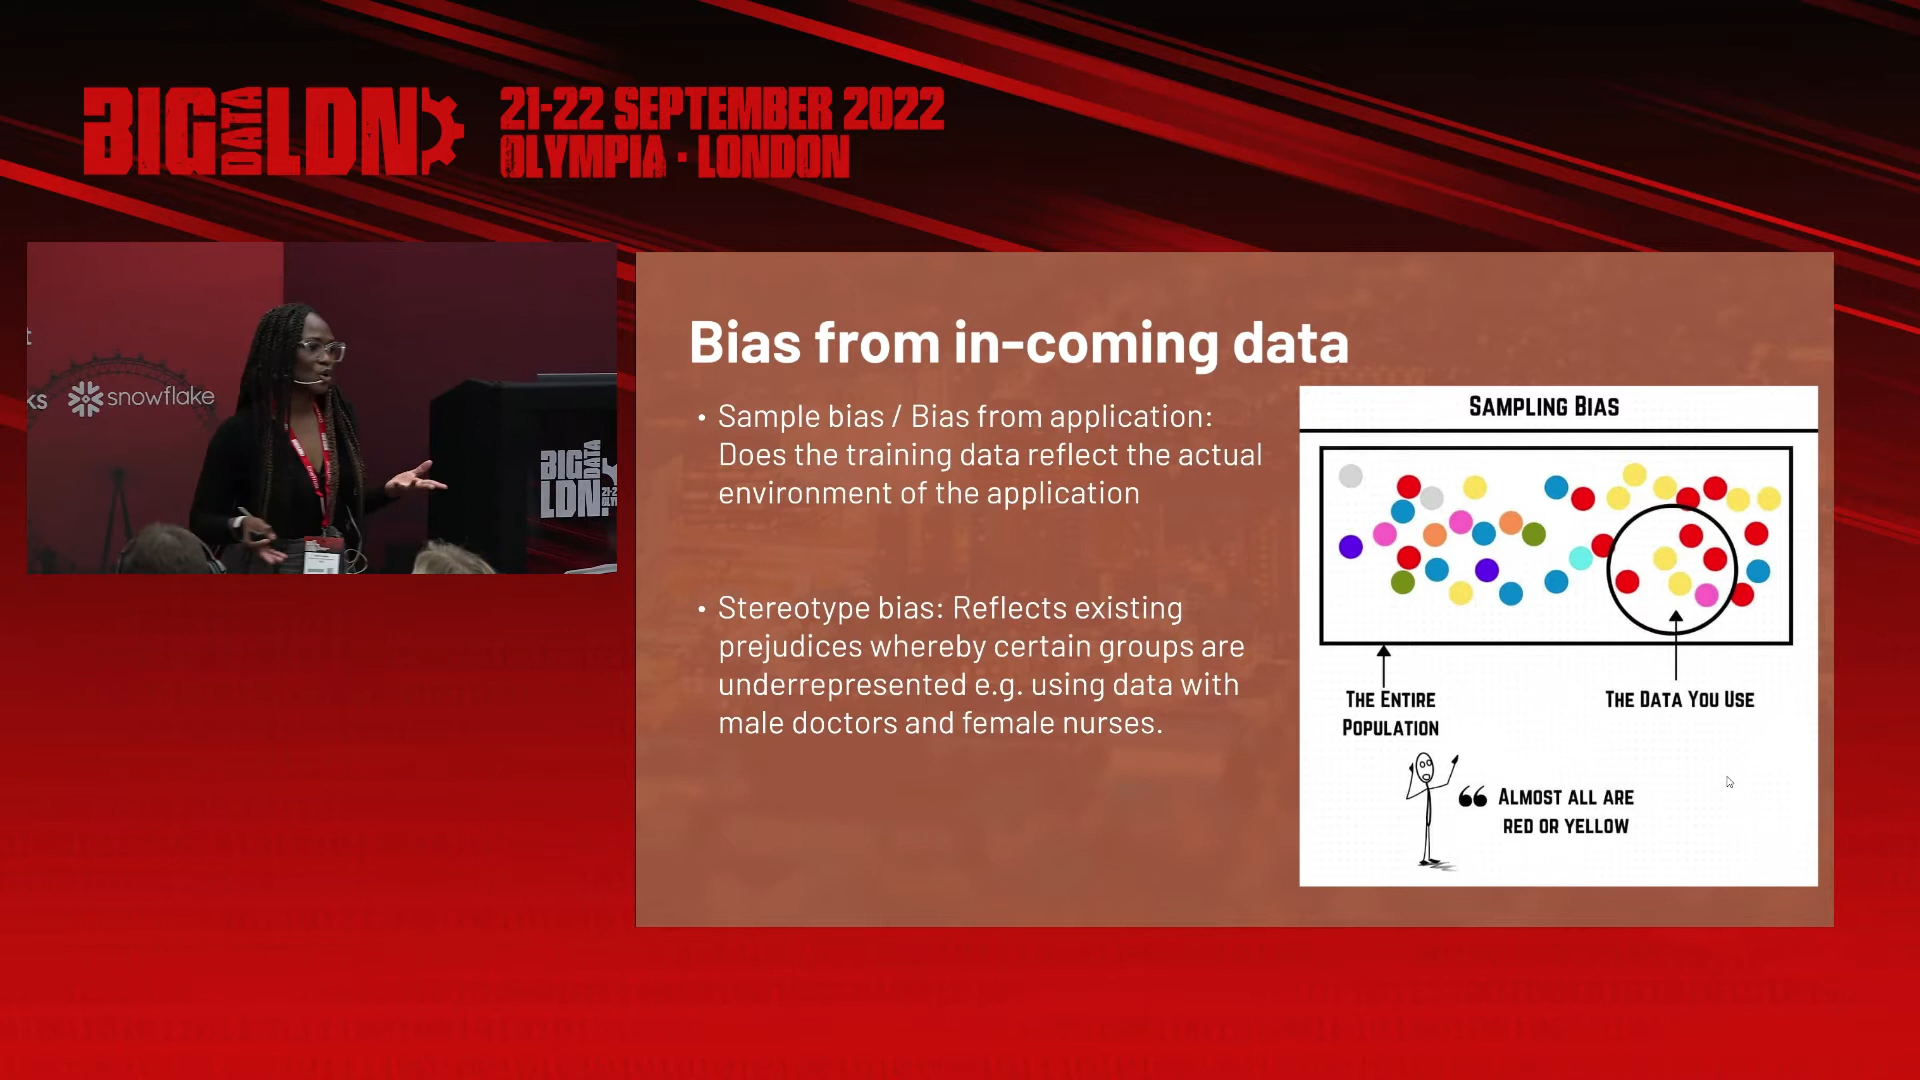 BIG DATA LDN
21-22 SEPTEMBER 2022
OLYMPIA · LONDON
t
ks snowflake
BIG DATA
LDN
Bias from in-coming data
• Sample bias / Bias from application:
Does the training data reflect the actual
environment of the application
• Stereotype bias: Reflects existing
prejudices whereby certain groups are
underrepresented e.g. using data with
male doctors and female nurses.
SAMPLING BIAS
THE ENTIRE
POPULATION
THE DATA YOU USE
“ ALMOST ALL ARE
RED OR YELLOW